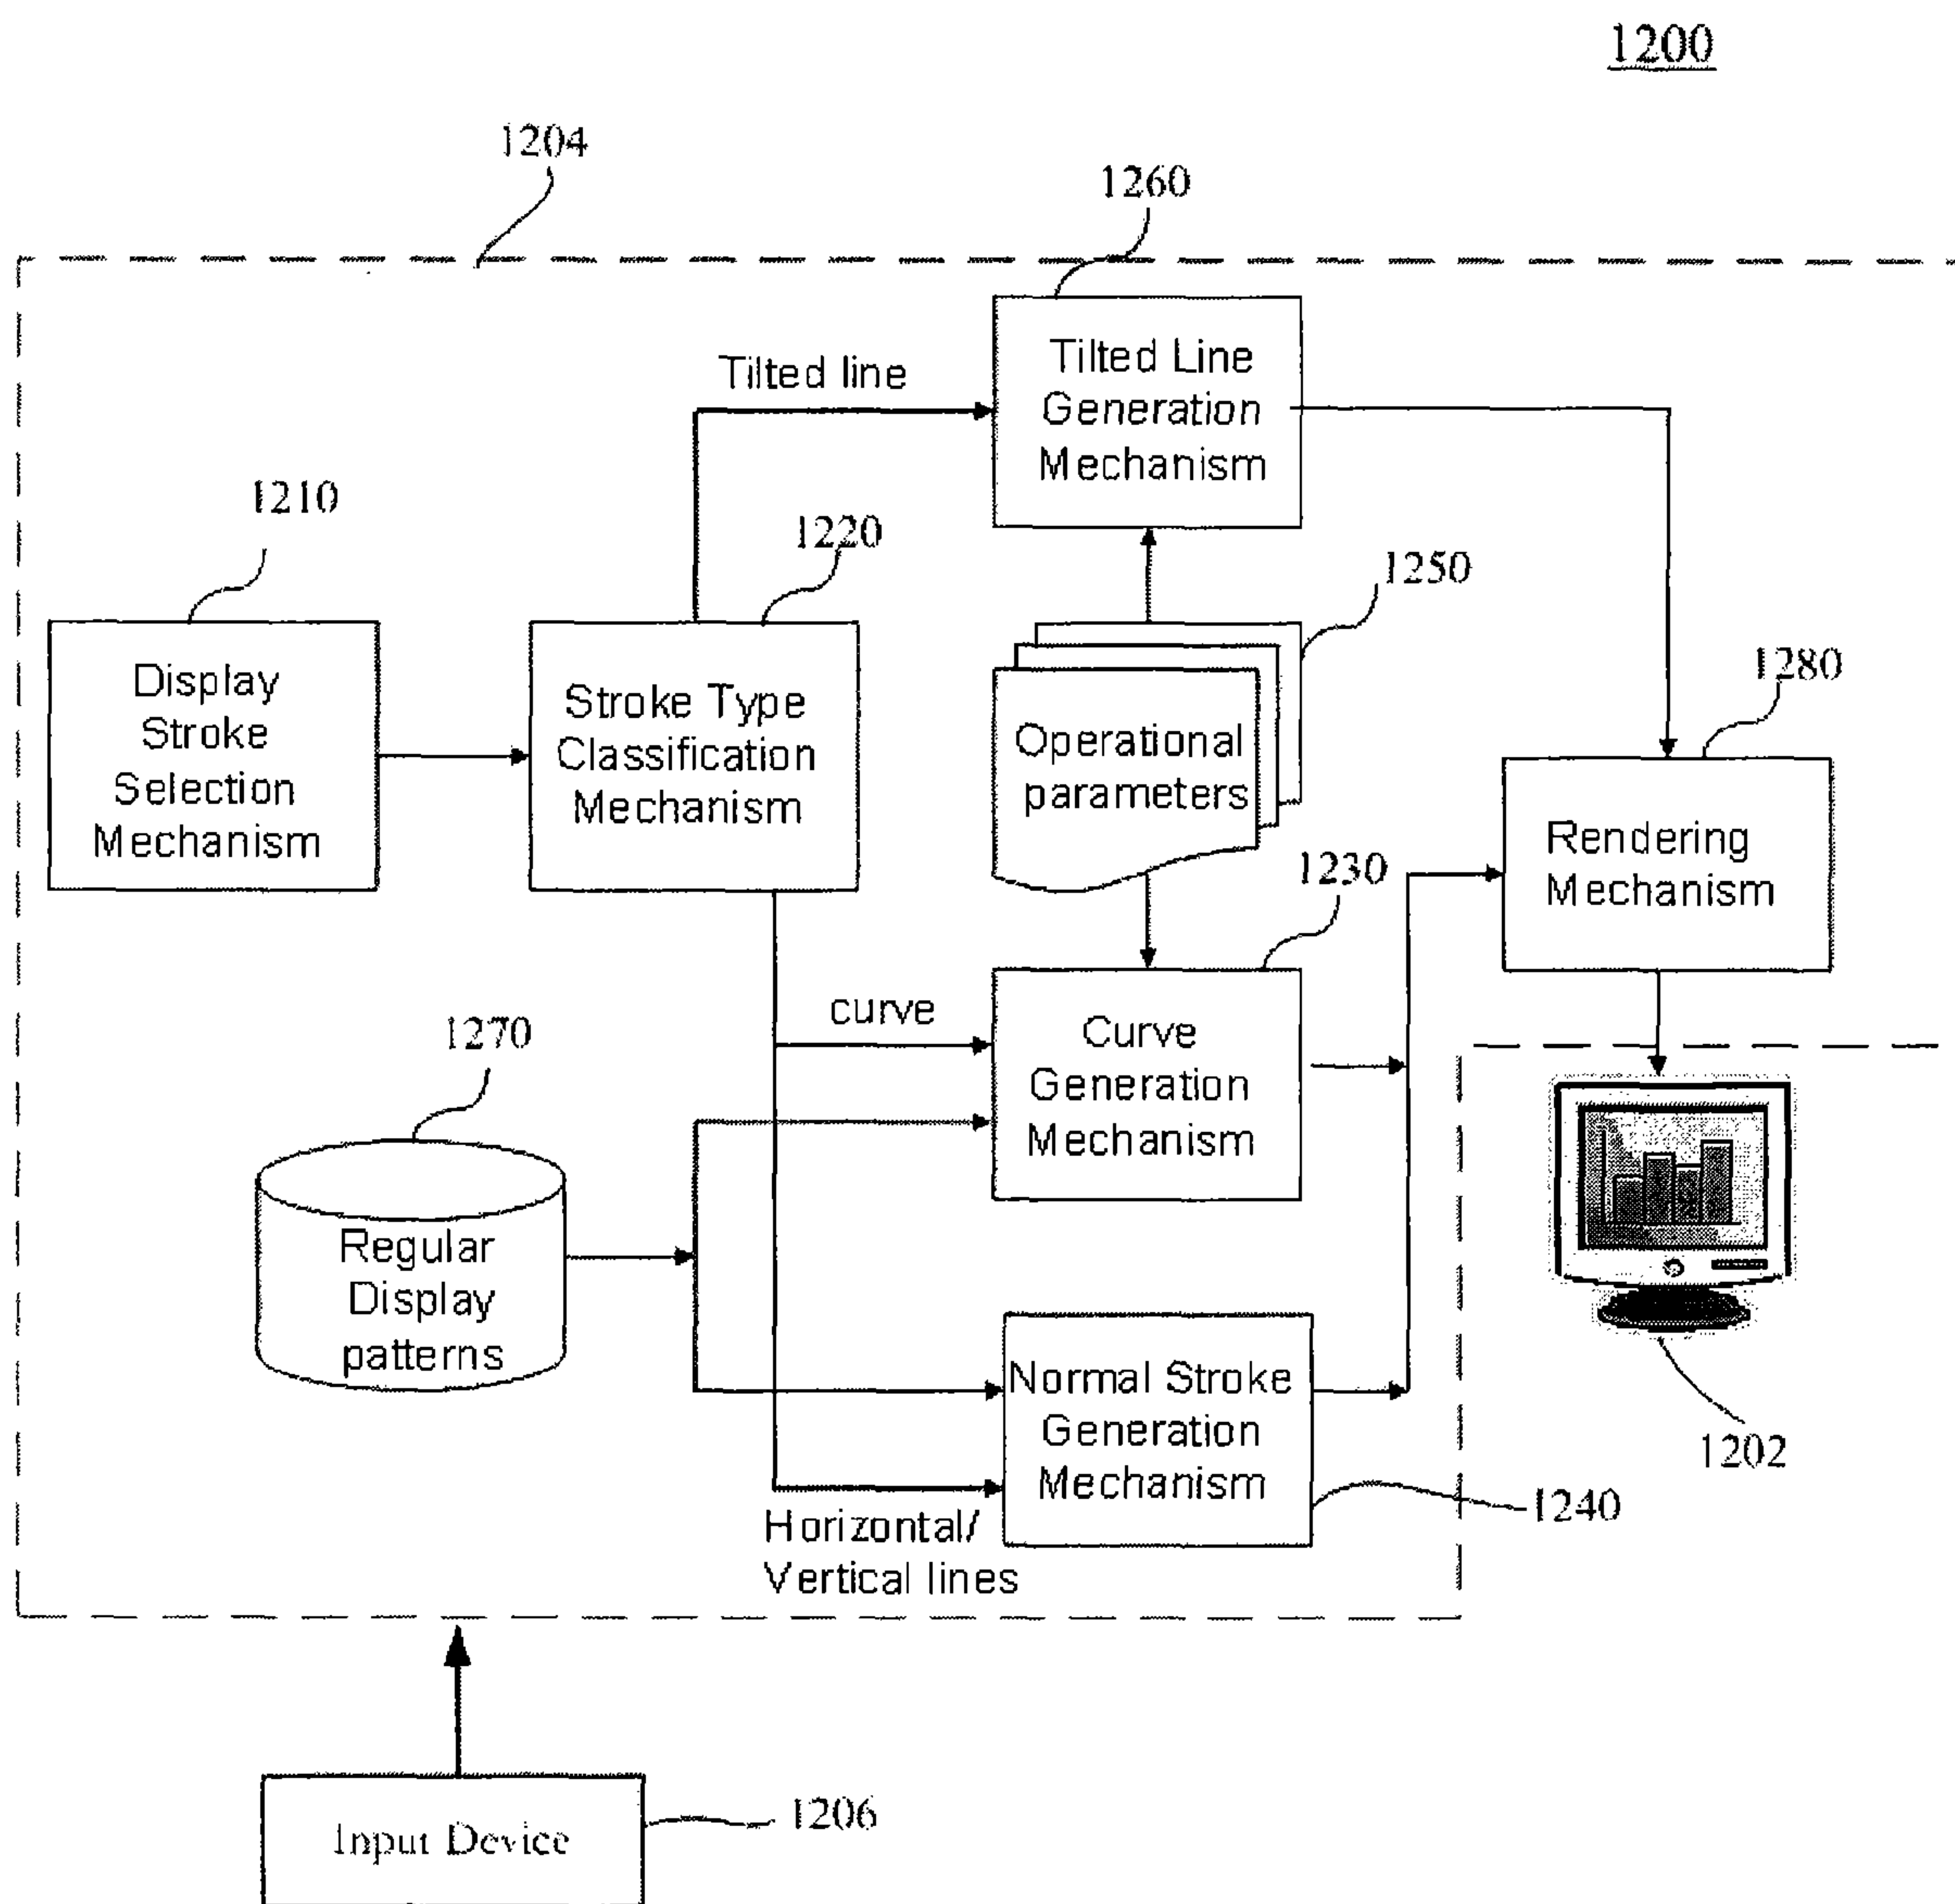 1200
1204
1260
Tilted line
Tilted Line
Generation
Mechanism
1210
1220
1250
Display
Stroke
Selection
Mechanism
Stroke Type
Classification
Mechanism
Operational
parameters
1280
Rendering
Mechanism
1230
curve
Curve
Generation
Mechanism
1270
Regular
Display
patterns
Normal Stroke
Generation
Mechanism
1202
1240
Horizontal/
Vertical lines
Input Device
1206